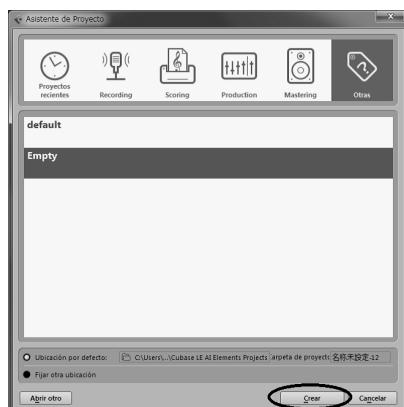 Asistente de Proyecto
Proyectos
recientes
Recording
Scoring
Production
Mastering
Otras
default
Empty
Ubicación por defecto:
C:\Users\...\Cubase LE AI Elements Projects
arpeta de proyecto
名称未設定-12
Fijar otra ubicación
Abrir otro
Crear
Cancelar